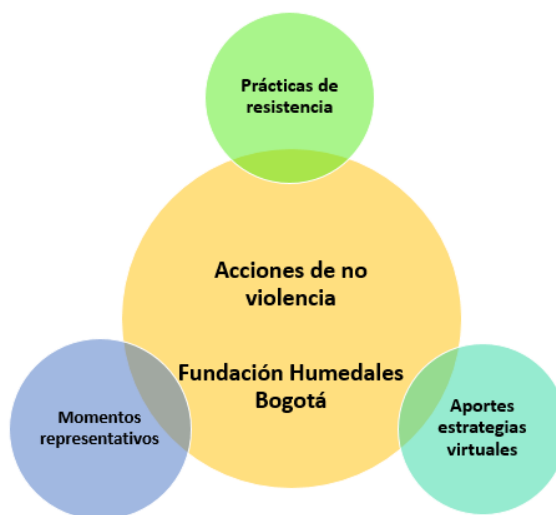 Prácticas de
resistencia
Acciones de no
violencia
Fundación Humedales
Bogotá
Momentos
representativos
Aportes
estrategias
virtuales